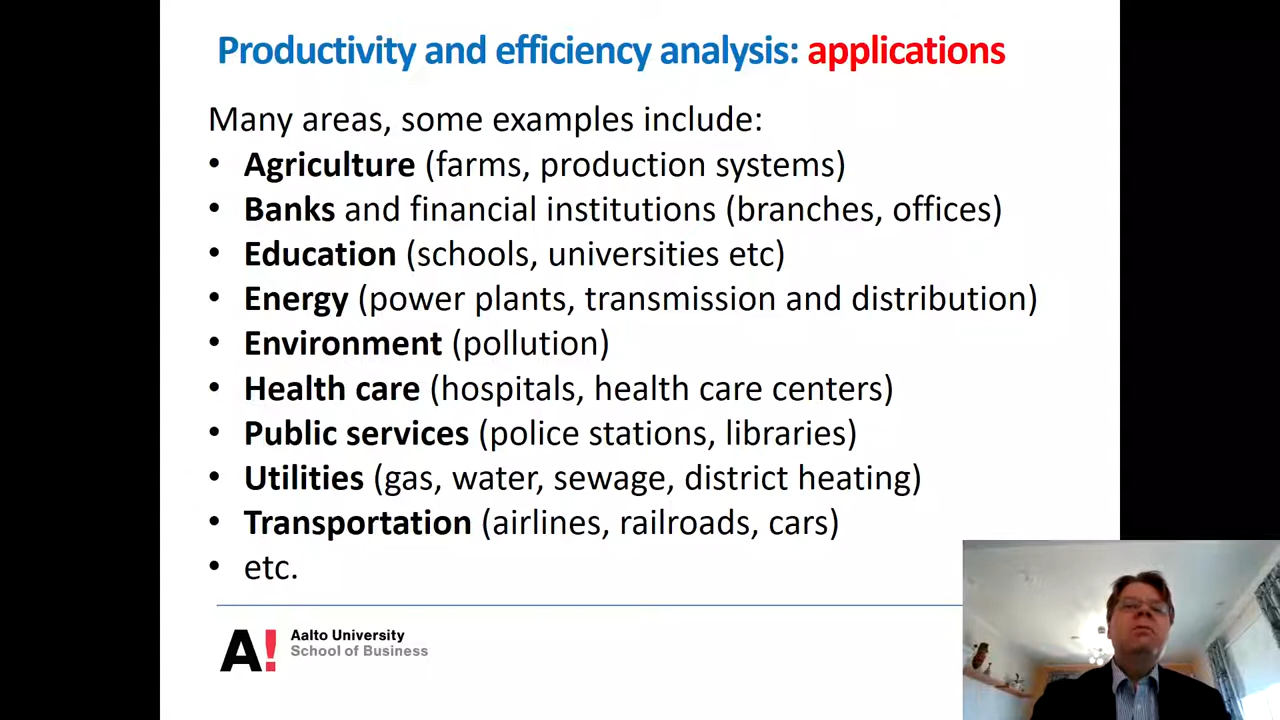 Productivity and efficiency analysis: applications
Many areas, some examples include:
• Agriculture (farms, production systems)
• Banks and financial institutions (branches, offices)
• Education (schools, universities etc)
• Energy (power plants, transmission and distribution)
• Environment (pollution)
• Health care (hospitals, health care centers)
• Public services (police stations, libraries)
• Utilities (gas, water, sewage, district heating)
• Transportation (airlines, railroads, cars)
• etc.
A!
Aalto University
School of Business